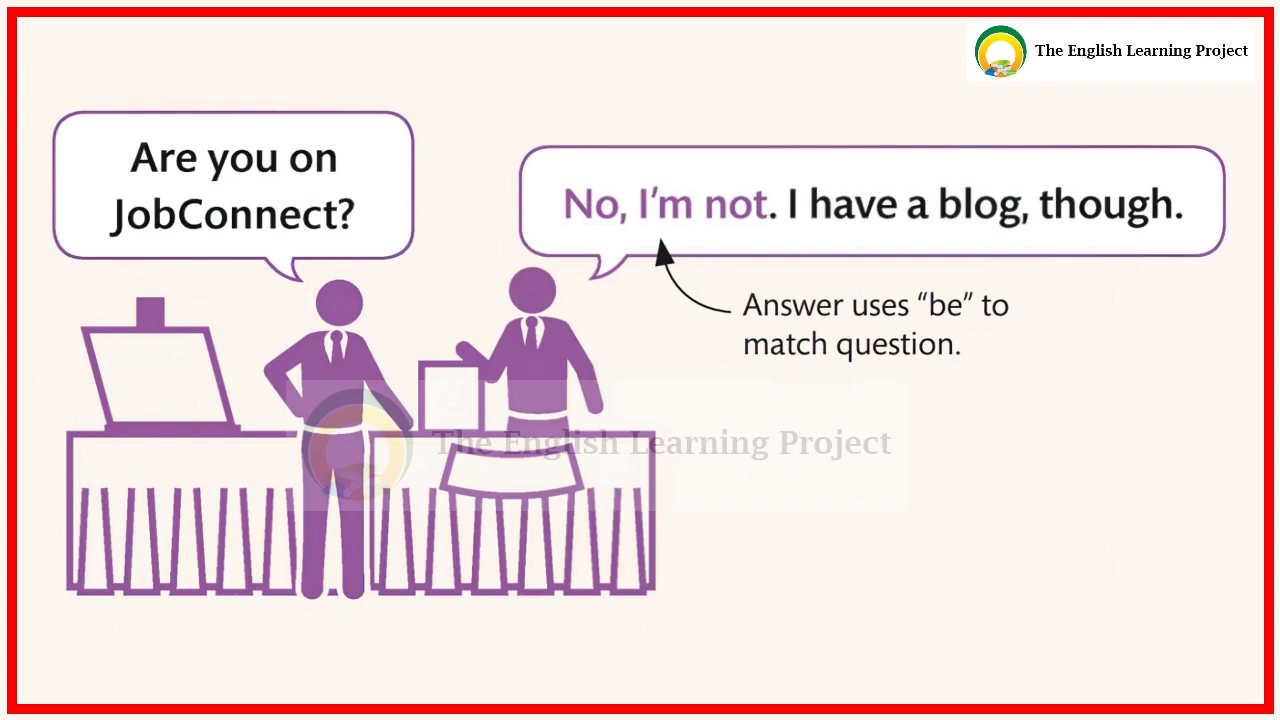 The English Learning Project
Are you on
JobConnect?
No, I'm not. I have a blog, though.
Answer uses “be” to
match question.
The English Learning Project